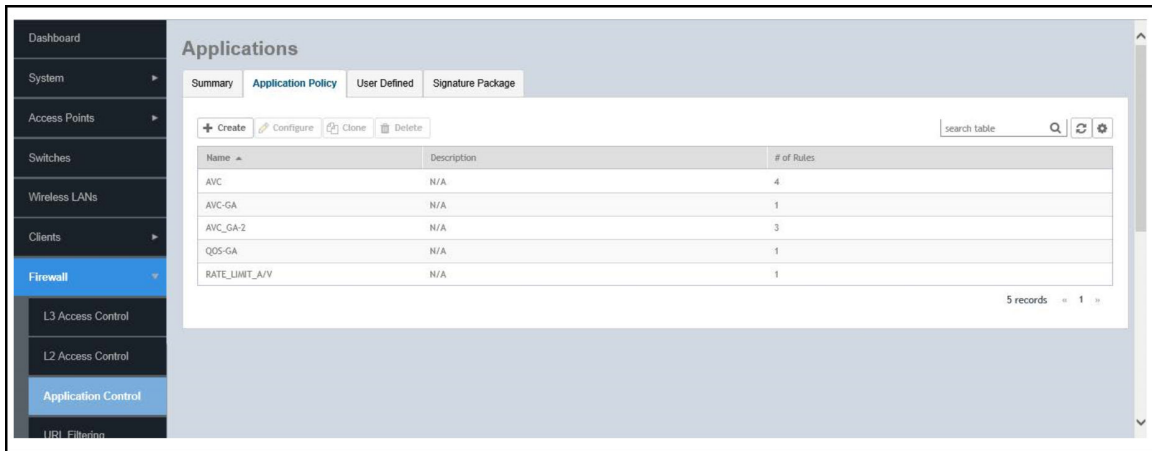 Dashboard
System
Access Points
Switches
Wireless LANs
Clients
Firewall
L3 Access Control
L2 Access Control
Application Control
URL Filtering
Applications
Summary Application Policy User Defined Signature Package
+ Create Configure Clone Delete search table
Name Description # of Rules
AVC N/A 4
AVC-GA N/A 1
AVC_GA-2 N/A 3
QOS-GA N/A 1
RATE_LIMIT_A/V N/A 1
5 records « 1 »